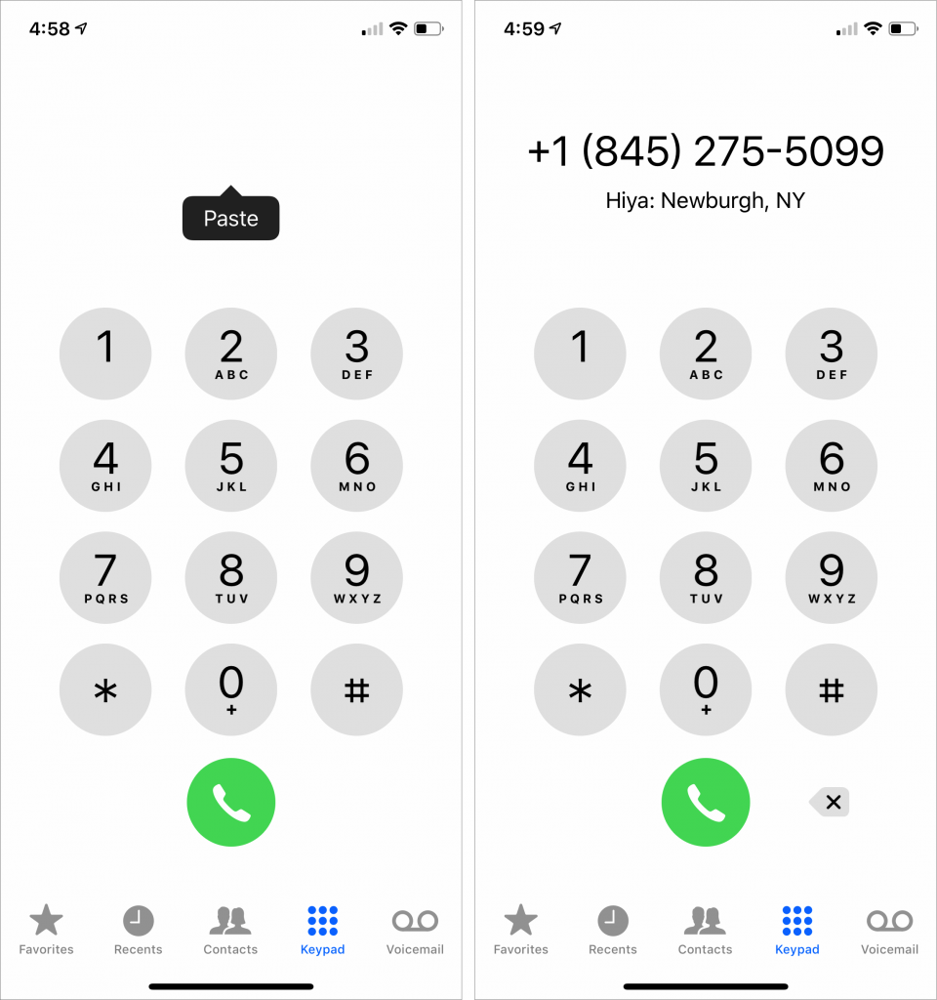 4:58
Paste
1 2 3
ABC DEF
4 5 6
GHI JKL MNO
7 8 9
PQRS TUV WXYZ
* 0 #
+
Favorites Recents Contacts Keypad Voicemail
4:59
+1 (845) 275-5099
Hiya: Newburgh, NY
1 2 3
ABC DEF
4 5 6
GHI JKL MNO
7 8 9
PQRS TUV WXYZ
* 0 #
+
Favorites Recents Contacts Keypad Voicemail